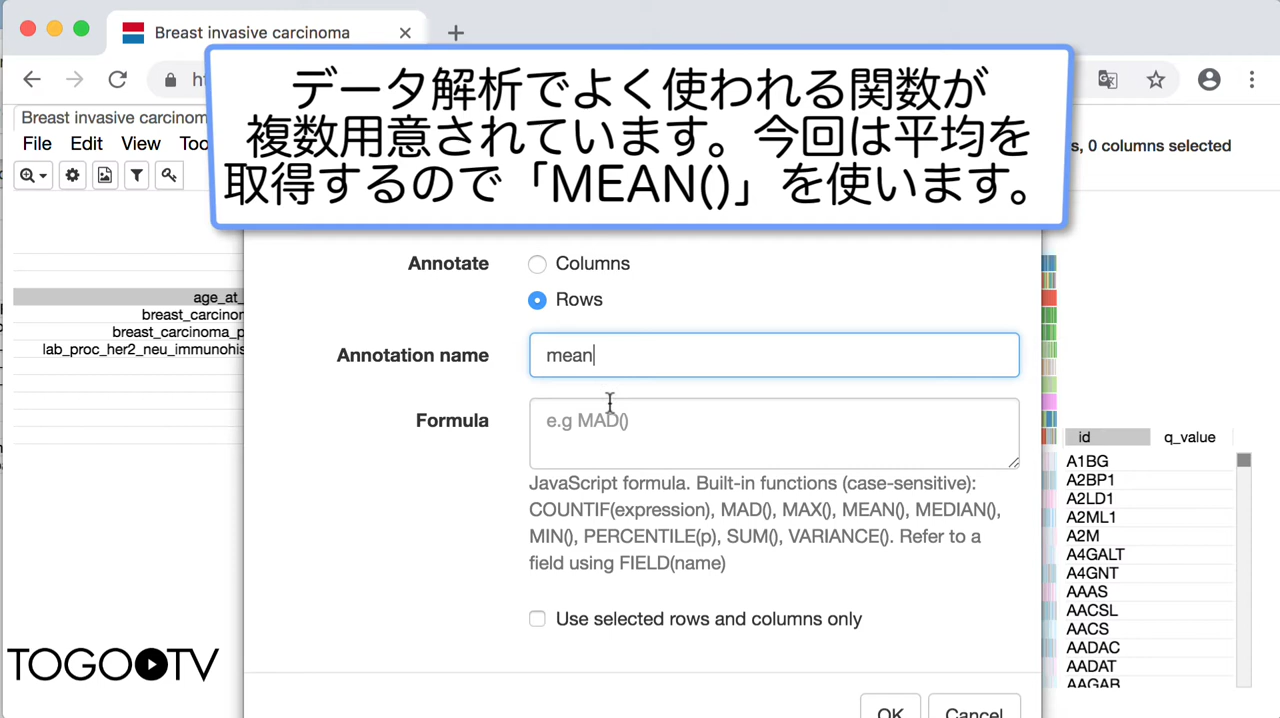 Breast invasive carcinoma
データ解析でよく使われる関数が
複数用意されています。今回は平均を
取得するので「MEAN()」を使います。
Breast invasive carcinom
s, 0 columns selected
File Edit View Too
Annotate
Columns
Rows
age_at_
breast_carcinom
breast_carcinoma_p
lab_proc_her2_neu_immunohis
Annotation name
mean
Formula
e.g MAD()
JavaScript formula. Built-in functions (case-sensitive):
COUNTIF(expression), MAD(), MAX(), MEAN(), MEDIAN(),
MIN(), PERCENTILE(p), SUM(), VARIANCE(). Refer to a
field using FIELD(name)
Use selected rows and columns only
OK
Cancel
id q_value
A1BG
A2BP1
A2LD1
A2ML1
A2M
A4GALT
A4GNT
AAAS
AACSL
AACS
AADAC
AADAT
AAGAB
TOGO TV